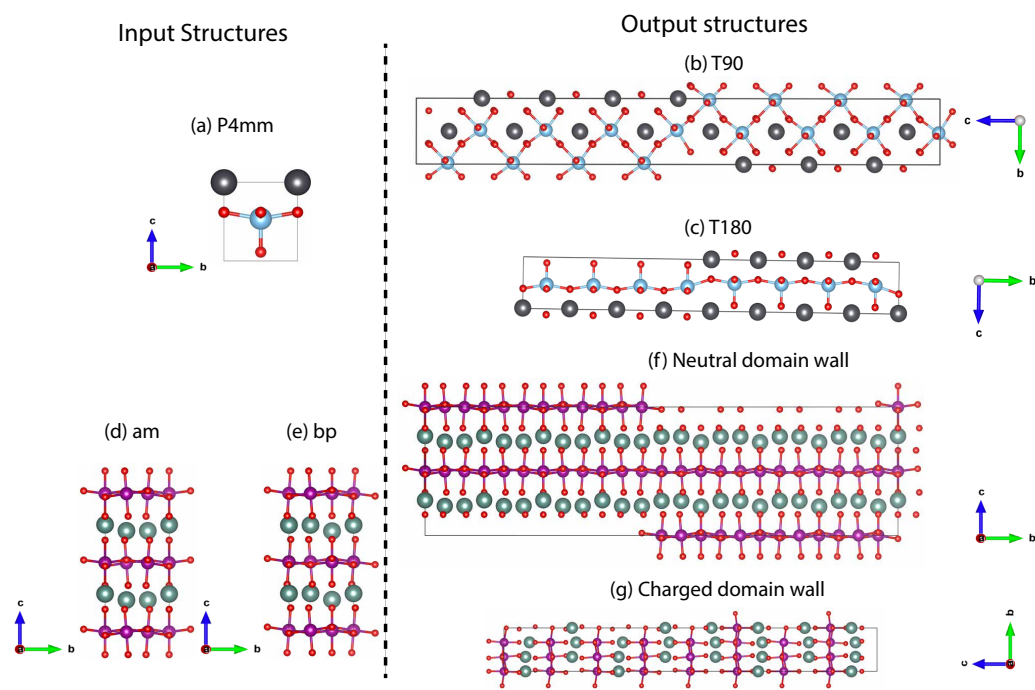 Input Structures
Output structures
(b) T90
(a) P4mm
c
b
c
a
b
(c) T180
b
c
(f) Neutral domain wall
(d) am
(e) bp
c
a
b
c
a
b
c
a
b
(g) Charged domain wall
b
c
a